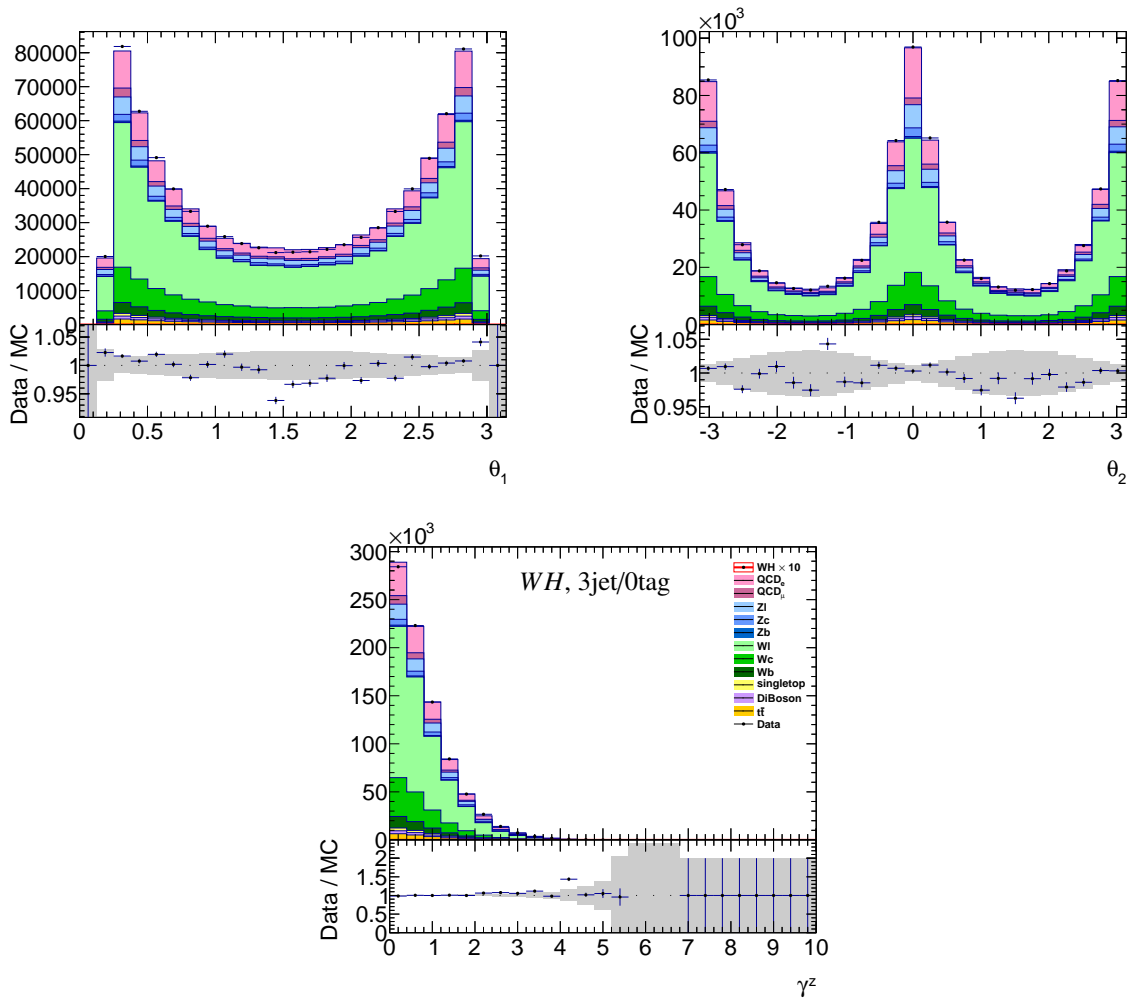 80000
70000
60000
50000
40000
30000
20000
10000
0
Data / MC
1.05
1
0.95
0 0.5 1 1.5 2 2.5 3
θ1
×10³
100
80
60
40
20
0
Data / MC
1.05
1
0.95
-3 -2 -1 0 1 2 3
θ2
×10³
300
250
200
150
100
50
0
WH, 3jet/0tag
WH × 10
QCDe
QCDμ
Zl
Zc
Zb
Wl
Wc
Wb
singletop
DiBoson
tt̄
Data
Data / MC
2
1.5
1
0.5
0
0 1 2 3 4 5 6 7 8 9 10
γᶻ